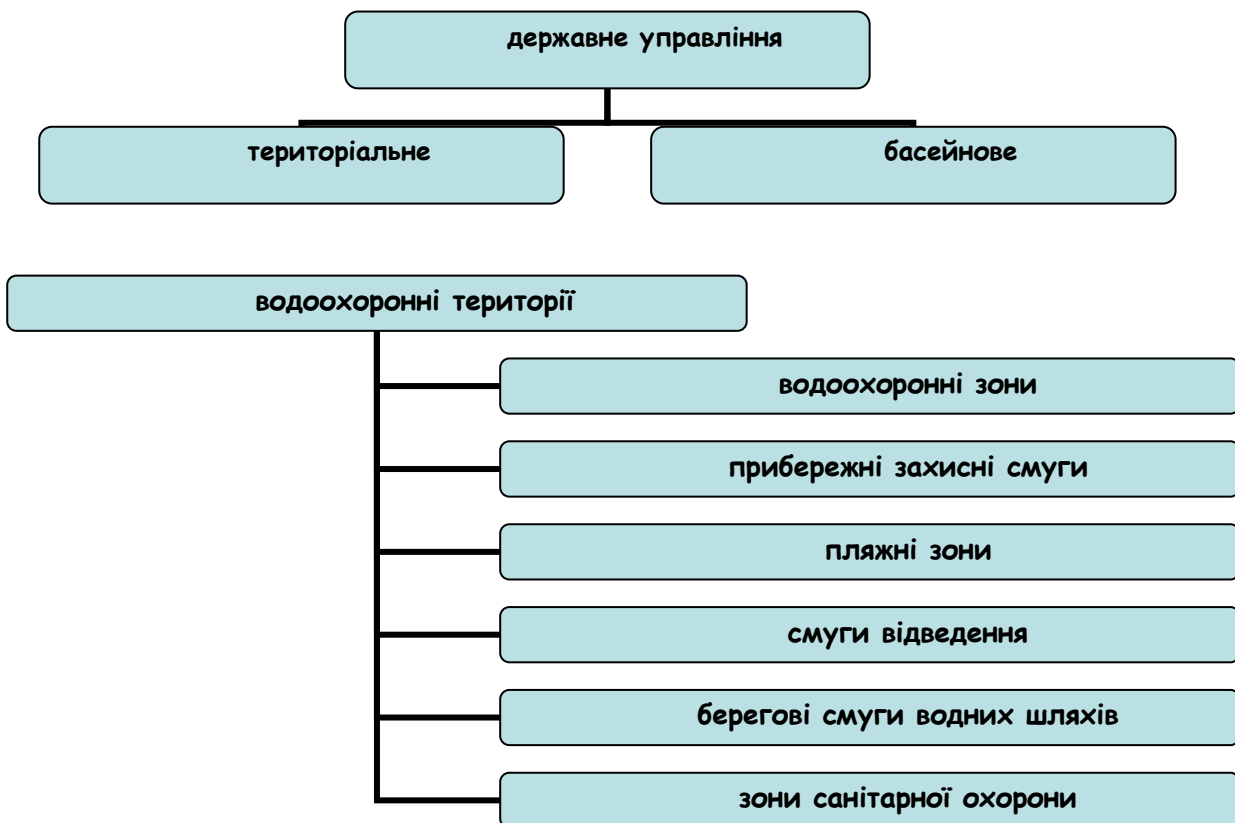 державне управління
територіальне
басейнове
водоохоронні території
водоохоронні зони
прибережні захисні смуги
пляжні зони
смуги відведення
берегові смуги водних шляхів
зони санітарної охорони